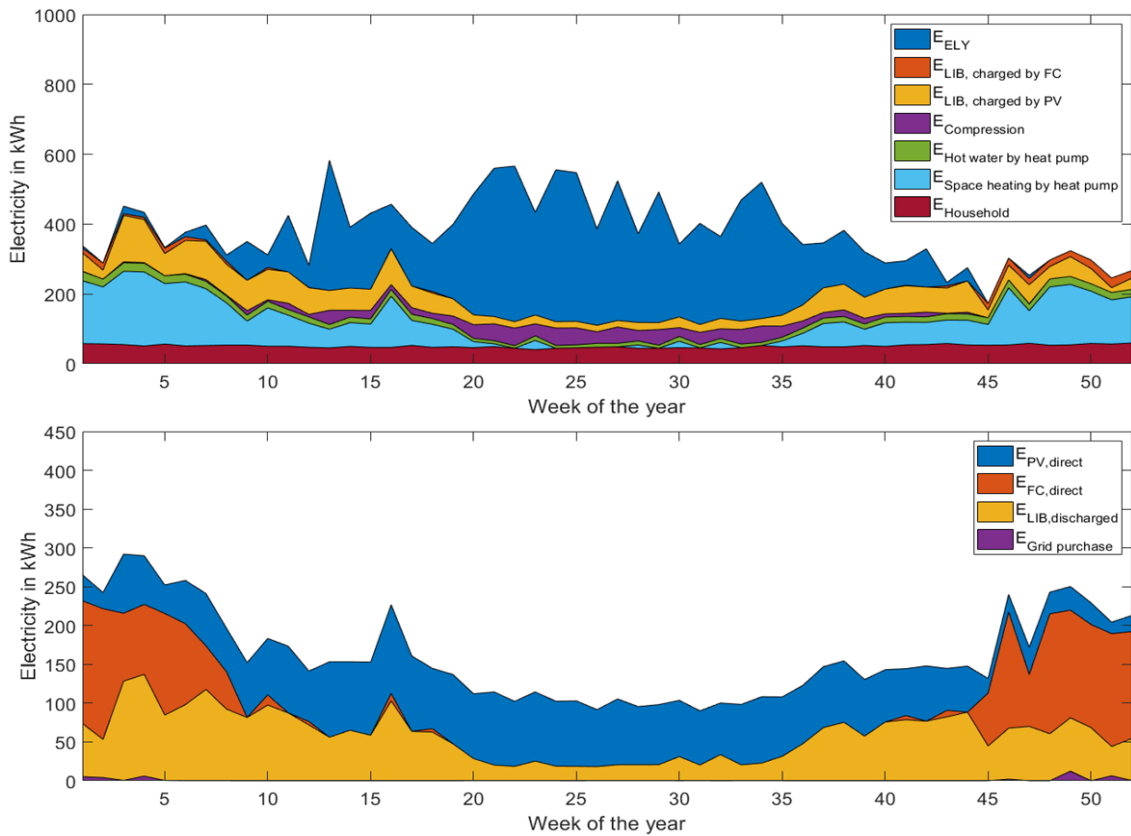 1000
800
600
400
200
0
Electricity in kWh
E_ELY
E_LIB, charged by FC
E_LIB, charged by PV
E_Compression
E_Hot water by heat pump
E_Space heating by heat pump
E_Household
5 10 15 20 25 30 35 40 45 50
Week of the year
450
400
350
300
250
200
150
100
50
0
Electricity in kWh
E_PV,direct
E_FC,direct
E_LIB,discharged
E_Grid purchase
5 10 15 20 25 30 35 40 45 50
Week of the year